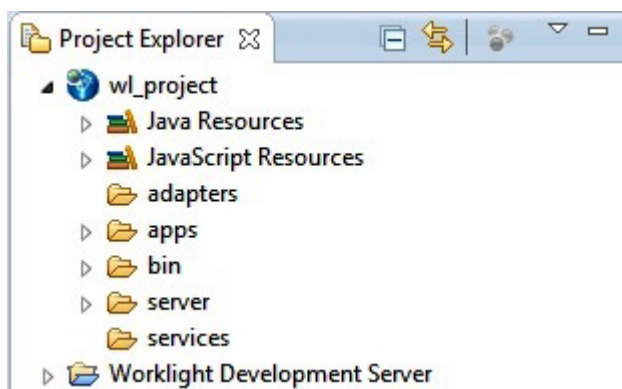 Project Explorer
wl_project
Java Resources
JavaScript Resources
adapters
apps
bin
server
services
Worklight Development Server